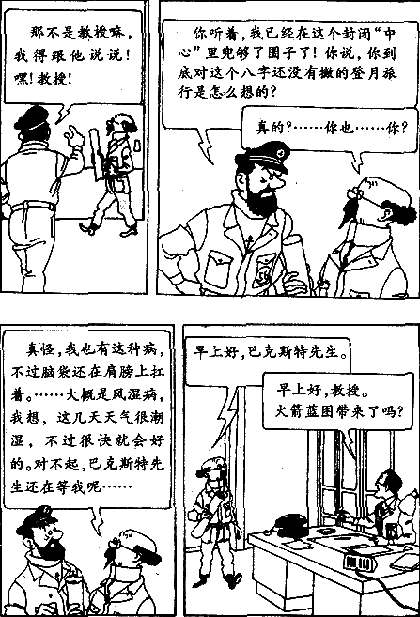 那不是教授嘛。
我得跟他说说！
嘿！教授！
你听着，我已经在这个封闭“中
心”里兜够了圈子了！你说，你到
底对这个八字还没有撇的登月旅
行是怎么想的？
真的？……你也……你？
真怪，我也有这种病，
不过脑袋还在肩膀上扛
着。……大概是风湿病，
我想，这几天天气很潮
湿，不过很快就会好
的。对不起，巴克斯特先
生还在等我呢……
早上好，巴克斯特先生。
早上好，教授。
火箭蓝图带来了吗？